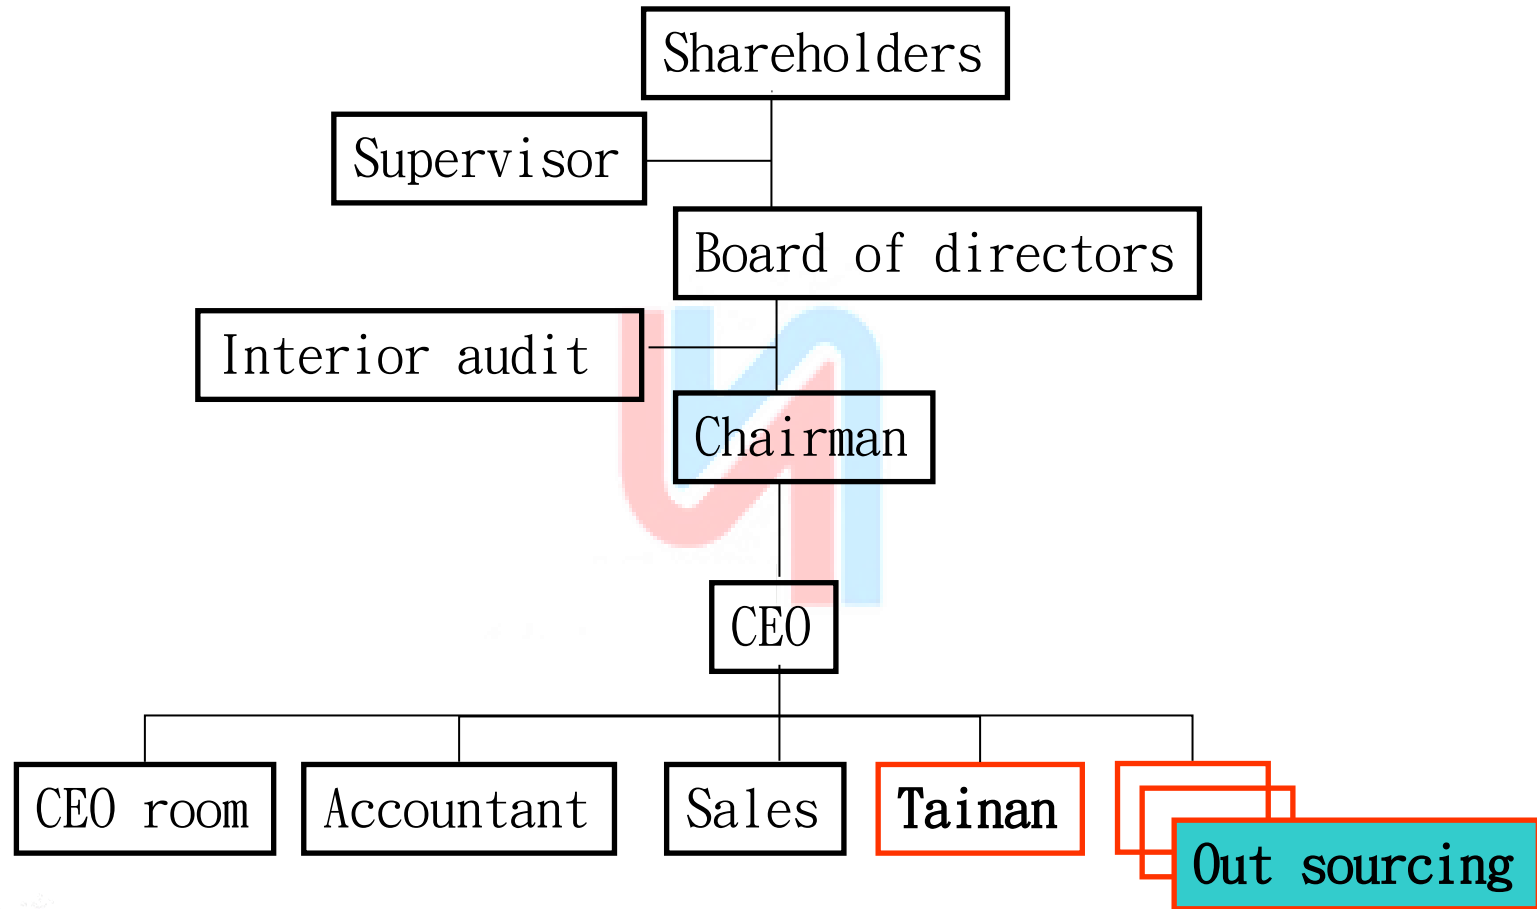 Shareholders
Supervisor
Board of directors
Interior audit
Chairman
CEO
CEO room
Accountant
Sales
Tainan
Out sourcing